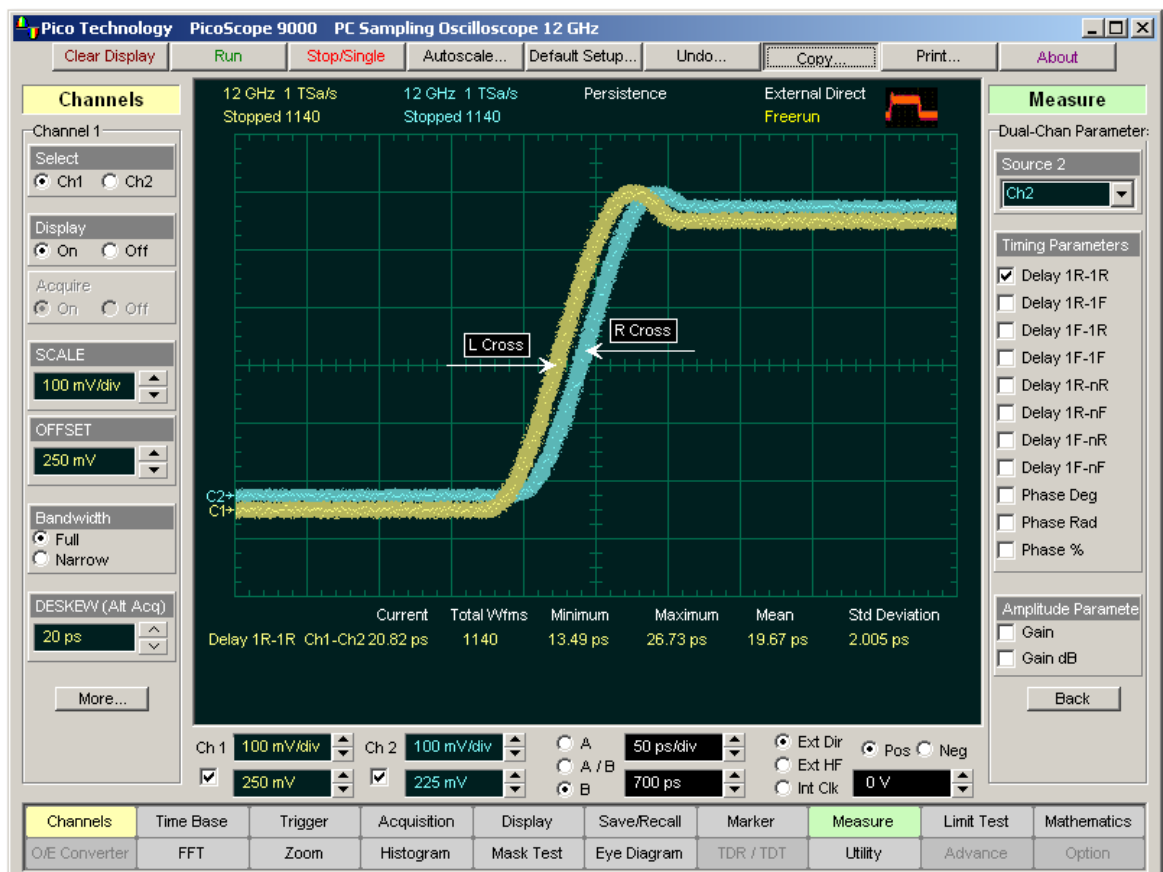 Pico Technology PicoScope 9000 PC Sampling Oscilloscope 12 GHz
Clear Display Run Stop/Single Autoscale... Default Setup... Undo... Copy... Print... About
Channels
Channel 1
Select
Ch1 Ch2
Display
On Off
Acquire
On Off
SCALE
100 mV/div
OFFSET
250 mV
Bandwidth
Full
Narrow
DESKEW (Alt Acq)
20 ps
More...
12 GHz 1 TSa/s 12 GHz 1 TSa/s Persistence External Direct
Stopped 1140 Stopped 1140 Freerun
L Cross
R Cross
C2
C1
Current Total Wfms Minimum Maximum Mean Std Deviation
Delay 1R-1R Ch1-Ch2 20.82 ps 1140 13.49 ps 26.73 ps 19.67 ps 2.005 ps
Measure
Dual-Chan Parameter:
Source 2
Ch2
Timing Parameters
Delay 1R-1R
Delay 1R-1F
Delay 1F-1R
Delay 1F-1F
Delay 1R-nR
Delay 1R-nF
Delay 1F-nR
Delay 1F-nF
Phase Deg
Phase Rad
Phase %
Amplitude Paramete
Gain
Gain dB
Back
Ch 1 100 mV/div Ch 2 100 mV/div A 50 ps/div Ext Dir Pos Neg
A / B Ext HF
250 mV 225 mV B 700 ps Int Clk 0 V
Channels Time Base Trigger Acquisition Display Save/Recall Marker Measure Limit Test Mathematics
O/E Converter FFT Zoom Histogram Mask Test Eye Diagram TDR / TDT Utility Advance Option